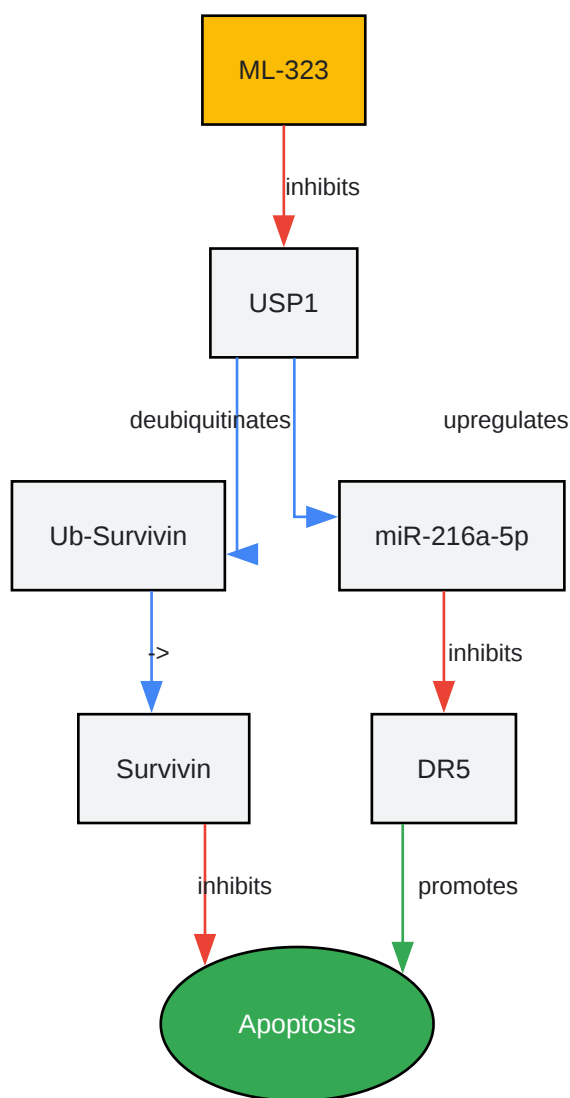 ML-323
inhibits
USP1
deubiquitinates
upregulates
Ub-Survivin
miR-216a-5p
->
inhibits
Survivin
DR5
inhibits
promotes
Apoptosis